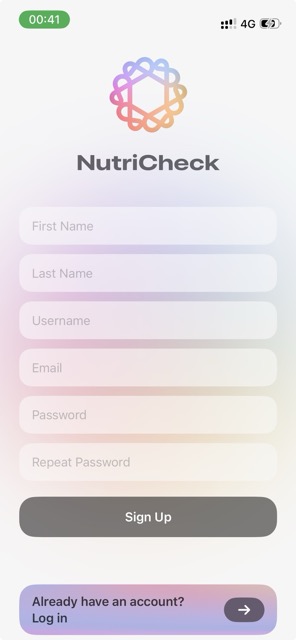 00:41
4G
NutriCheck
First Name
Last Name
Username
Email
Password
Repeat Password
Sign Up
Already have an account?
Log in